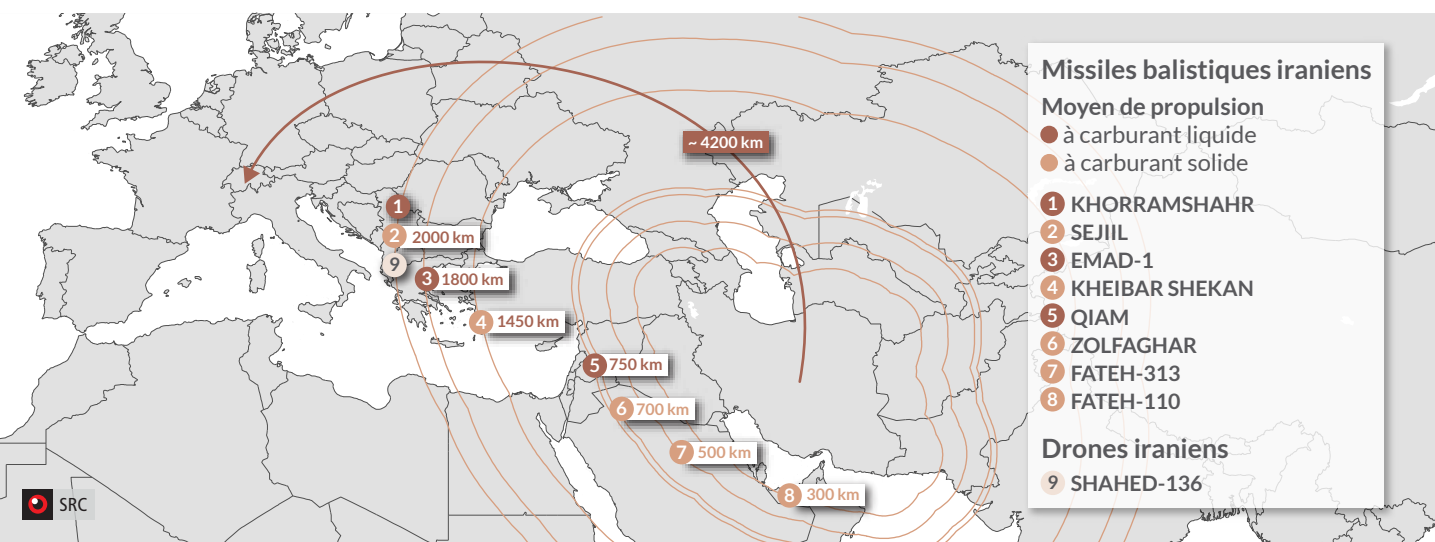 Missiles balistiques iraniens
Moyen de propulsion
à carburant liquide
à carburant solide
1 KHORRAMSHAHR
2 SEJIIL
3 EMAD-1
4 KHEIBAR SHEKAN
5 QIAM
6 ZOLFAGHAR
7 FATEH-313
8 FATEH-110
Drones iraniens
9 SHAHED-136
~ 4200 km
1
2 2000 km
9
3 1800 km
4 1450 km
5 750 km
6 700 km
7 500 km
8 300 km
SRC